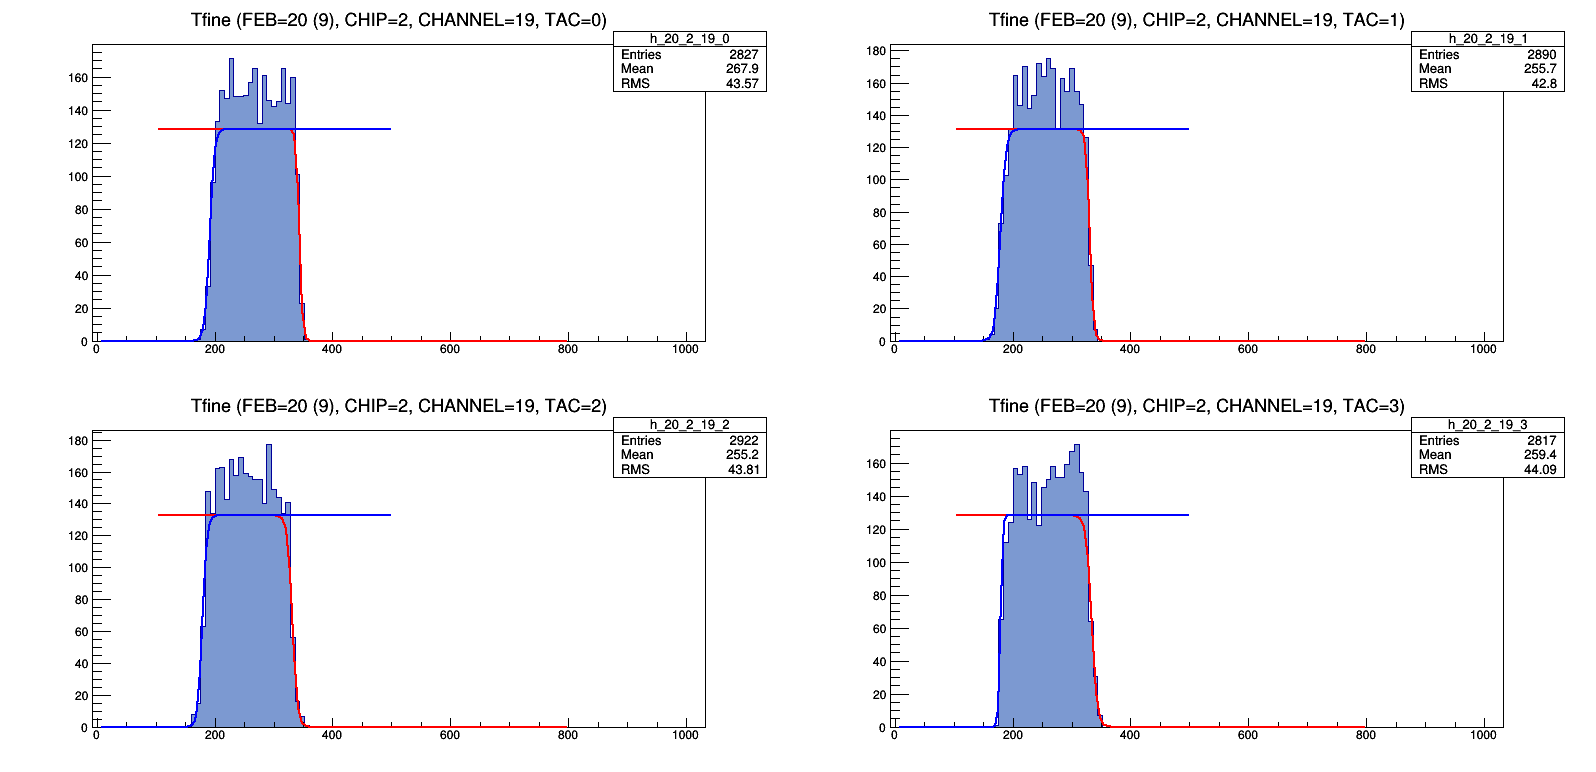 Tfine (FEB=20 (9), CHIP=2, CHANNEL=19, TAC=0)
h_20_2_19_0
Entries 2827
Mean 267.9
RMS 43.57
160
140
120
100
80
60
40
20
0
0 200 400 600 800 1000
Tfine (FEB=20 (9), CHIP=2, CHANNEL=19, TAC=1)
h_20_2_19_1
Entries 2890
Mean 255.7
RMS 42.8
180
160
140
120
100
80
60
40
20
0
0 200 400 600 800 1000
Tfine (FEB=20 (9), CHIP=2, CHANNEL=19, TAC=2)
h_20_2_19_2
Entries 2922
Mean 255.2
RMS 43.81
180
160
140
120
100
80
60
40
20
0
0 200 400 600 800 1000
Tfine (FEB=20 (9), CHIP=2, CHANNEL=19, TAC=3)
h_20_2_19_3
Entries 2817
Mean 259.4
RMS 44.09
160
140
120
100
80
60
40
20
0
0 200 400 600 800 1000